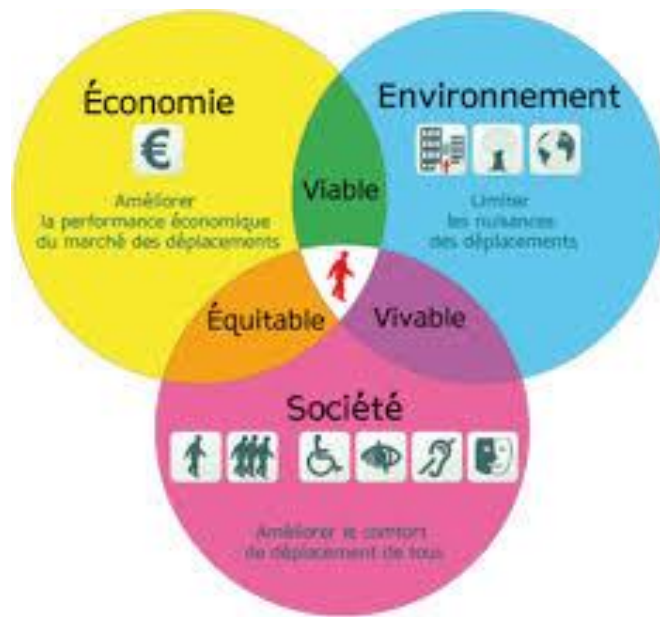 Économie
€
Améliorer
la performance économique
du marché des déplacements
Environnement
Limiter
les nuisances
des déplacements
Viable
Équitable
Vivable
Société
Améliorer le comfort
de déplacement de tous